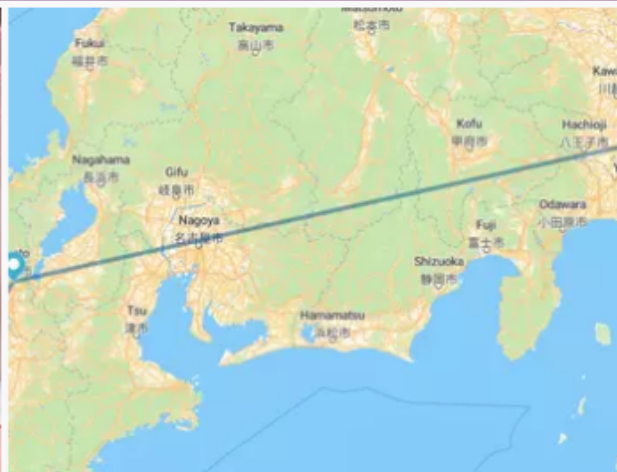 Matsumoto
松本市
Takayama
高山市
Fukui
福井市
Kofu
甲府市
Hachioji
八王子市
Nagahama
長浜市
Gifu
岐阜市
Nagoya
名古屋市
Odawara
小田原市
Fuji
富士市
Shizuoka
静岡市
Tsu
津市
Hamamatsu
浜松市